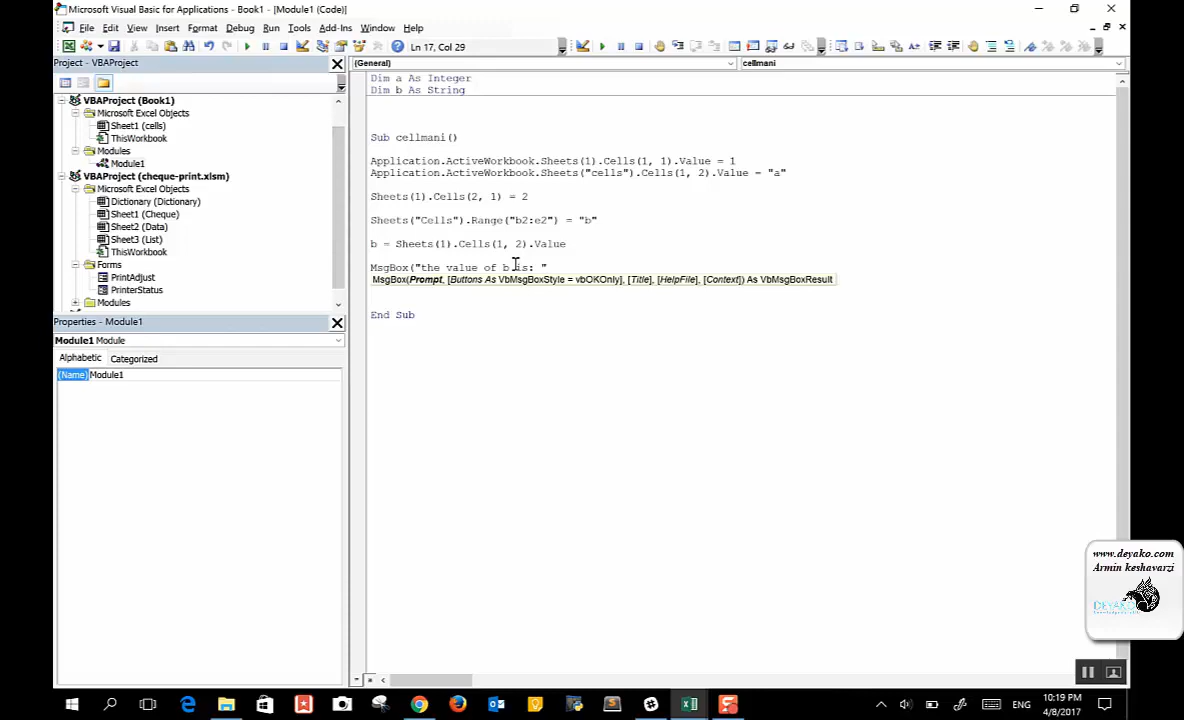 Microsoft Visual Basic for Applications - Book1 - [Module1 (Code)]
File Edit View Insert Format Debug Run Tools Add-Ins Window Help
Ln 17, Col 29
Project - VBAProject
(General) cellmani
VBAProject (Book1)
Microsoft Excel Objects
Sheet1 (cells)
ThisWorkbook
Modules
Module1
VBAProject (cheque-print.xlsm)
Microsoft Excel Objects
Dictionary (Dictionary)
Sheet1 (Cheque)
Sheet2 (Data)
Sheet3 (List)
ThisWorkbook
Forms
PrintAdjust
PrinterStatus
Modules
Properties - Module1
Module1 Module
Alphabetic Categorized
(Name) Module1
Dim a As Integer
Dim b As String
Sub cellmani()
Application.ActiveWorkbook.Sheets(1).Cells(1, 1).Value = 1
Application.ActiveWorkbook.Sheets("cells").Cells(1, 2).Value = "a"
Sheets(1).Cells(2, 1) = 2
Sheets("Cells").Range("b2:e2") = "b"
b = Sheets(1).Cells(1, 2).Value
MsgBox("the value of b is: "
MsgBox(Prompt, [Buttons As VbMsgBoxStyle = vbOKOnly], [Title], [HelpFile], [Context]) As VbMsgBoxResult
End Sub
www.deyako.com
Armin keshavarzi
DEYAKO
ENG
10:19 PM
4/8/2017